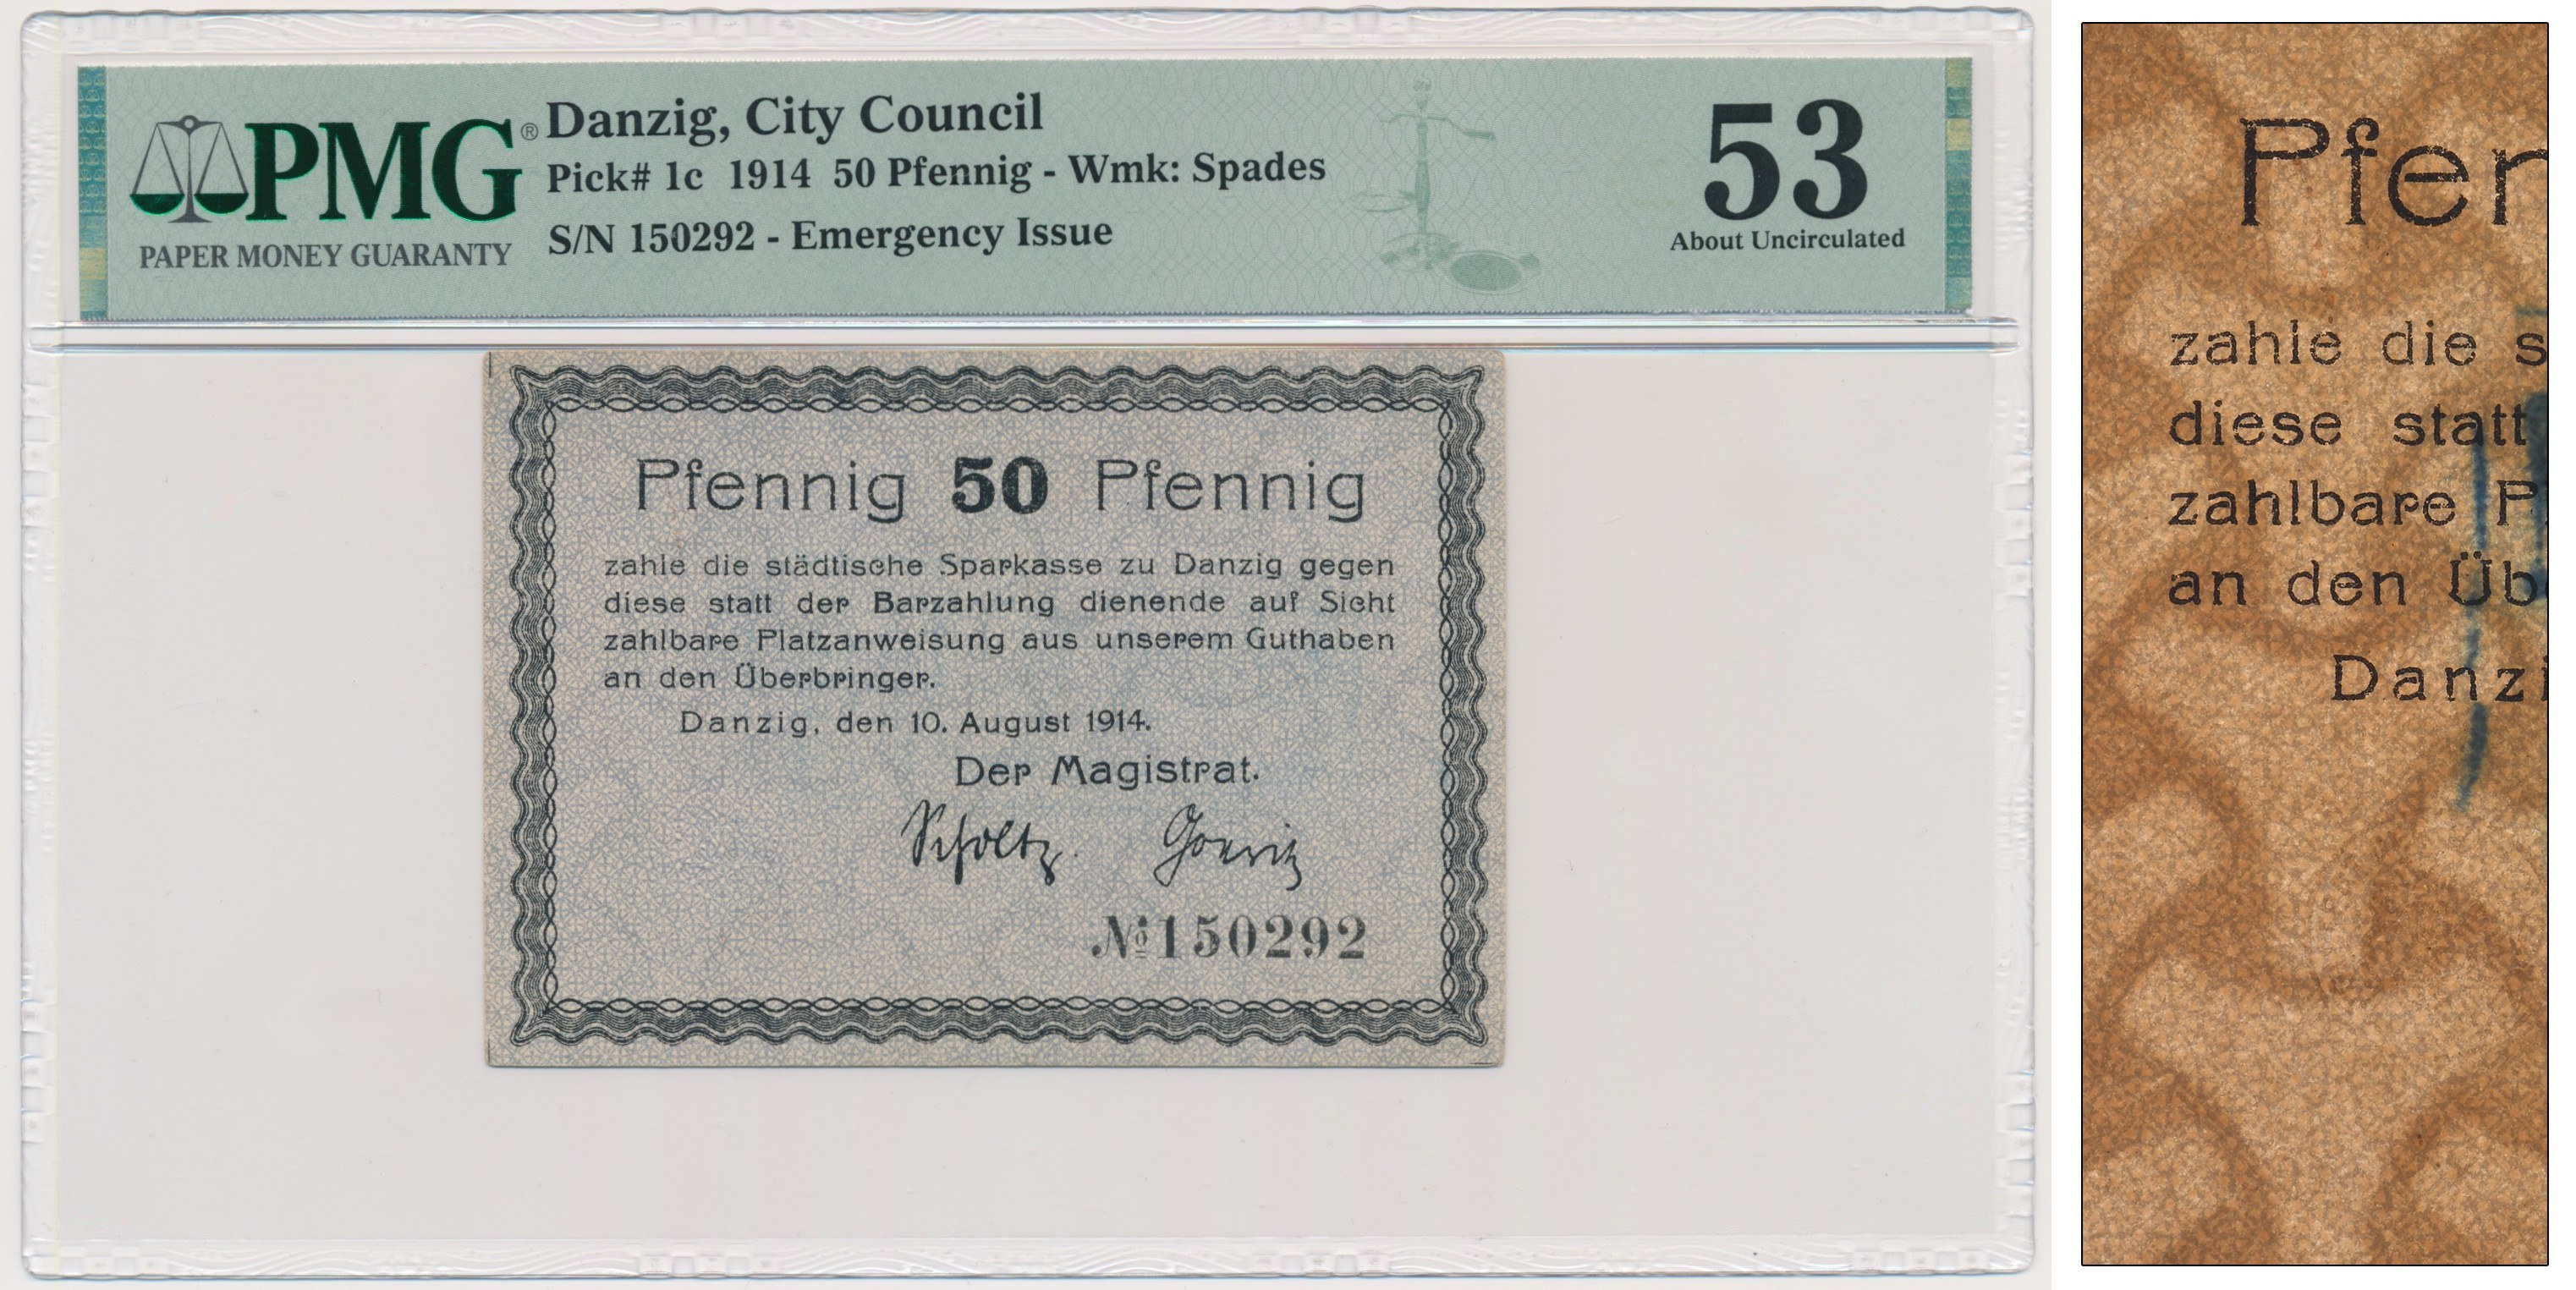 PMG®
PAPER MONEY GUARANTY
Danzig, City Council
Pick# 1c 1914 50 Pfennig - Wmk: Spades
S/N 150292 - Emergency Issue
53
About Uncirculated
Pfennig 50 Pfennig
zahle die städtische Sparkasse zu Danzig gegen
diese statt der Barzahlung dienende auf Sicht
zahlbare Platzanweisung aus unserem Guthaben
an den Überbringer.
Danzig, den 10. August 1914.
Der Magistrat.
Scholtz.
№ 150292
Pfen
zahle die s
diese statt
zahlbare P
an den Üb
Danzi